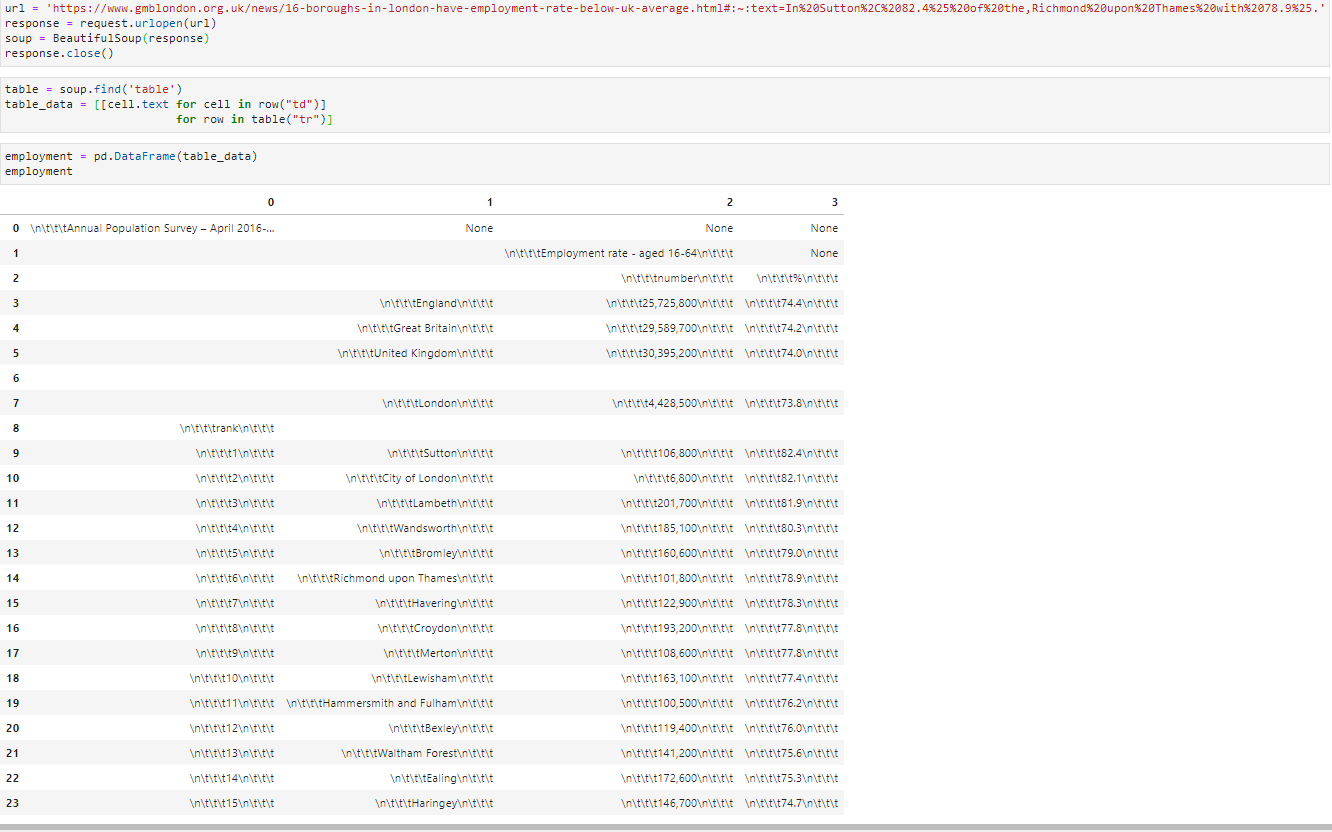 url = 'https://www.gmblondon.org.uk/news/16-boroughs-in-london-have-employment-rate-below-uk-average.html#:~:text=In%20Sutton%2C%2082.4%25%20of%20the,Richmond%20upon%20Thames%20with%2078.9%25.'
response = request.urlopen(url)
soup = BeautifulSoup(response)
response.close()
table = soup.find('table')
table_data = [[cell.text for cell in row("td")]
for row in table("tr")]
employment = pd.DataFrame(table_data)
employment
0 1 2 3
0 \n\t\t\tAnnual Population Survey – April 2016-... None None None
1 \n\t\t\tEmployment rate - aged 16-64\n\t\t\t None
2 \n\t\t\tnumber\n\t\t\t \n\t\t\t%\n\t\t\t
3 \n\t\t\tEngland\n\t\t\t \n\t\t\t25,725,800\n\t\t\t \n\t\t\t74.4\n\t\t\t
4 \n\t\t\tGreat Britain\n\t\t\t \n\t\t\t29,589,700\n\t\t\t \n\t\t\t74.2\n\t\t\t
5 \n\t\t\tUnited Kingdom\n\t\t\t \n\t\t\t30,395,200\n\t\t\t \n\t\t\t74.0\n\t\t\t
6
7 \n\t\t\tLondon\n\t\t\t \n\t\t\t4,428,500\n\t\t\t \n\t\t\t73.8\n\t\t\t
8 \n\t\t\trank\n\t\t\t
9 \n\t\t\t1\n\t\t\t \n\t\t\tSutton\n\t\t\t \n\t\t\t106,800\n\t\t\t \n\t\t\t82.4\n\t\t\t
10 \n\t\t\t2\n\t\t\t \n\t\t\tCity of London\n\t\t\t \n\t\t\t6,800\n\t\t\t \n\t\t\t82.1\n\t\t\t
11 \n\t\t\t3\n\t\t\t \n\t\t\tLambeth\n\t\t\t \n\t\t\t201,700\n\t\t\t \n\t\t\t81.9\n\t\t\t
12 \n\t\t\t4\n\t\t\t \n\t\t\tWandsworth\n\t\t\t \n\t\t\t185,100\n\t\t\t \n\t\t\t80.3\n\t\t\t
13 \n\t\t\t5\n\t\t\t \n\t\t\tBromley\n\t\t\t \n\t\t\t160,600\n\t\t\t \n\t\t\t79.0\n\t\t\t
14 \n\t\t\t6\n\t\t\t \n\t\t\tRichmond upon Thames\n\t\t\t \n\t\t\t101,800\n\t\t\t \n\t\t\t78.9\n\t\t\t
15 \n\t\t\t7\n\t\t\t \n\t\t\tHavering\n\t\t\t \n\t\t\t122,900\n\t\t\t \n\t\t\t78.3\n\t\t\t
16 \n\t\t\t8\n\t\t\t \n\t\t\tCroydon\n\t\t\t \n\t\t\t193,200\n\t\t\t \n\t\t\t77.8\n\t\t\t
17 \n\t\t\t9\n\t\t\t \n\t\t\tMerton\n\t\t\t \n\t\t\t108,600\n\t\t\t \n\t\t\t77.8\n\t\t\t
18 \n\t\t\t10\n\t\t\t \n\t\t\tLewisham\n\t\t\t \n\t\t\t163,100\n\t\t\t \n\t\t\t77.4\n\t\t\t
19 \n\t\t\t11\n\t\t\t \n\t\t\tHammersmith and Fulham\n\t\t\t \n\t\t\t100,500\n\t\t\t \n\t\t\t76.2\n\t\t\t
20 \n\t\t\t12\n\t\t\t \n\t\t\tBexley\n\t\t\t \n\t\t\t119,400\n\t\t\t \n\t\t\t76.0\n\t\t\t
21 \n\t\t\t13\n\t\t\t \n\t\t\tWaltham Forest\n\t\t\t \n\t\t\t141,200\n\t\t\t \n\t\t\t75.6\n\t\t\t
22 \n\t\t\t14\n\t\t\t \n\t\t\tEaling\n\t\t\t \n\t\t\t172,600\n\t\t\t \n\t\t\t75.3\n\t\t\t
23 \n\t\t\t15\n\t\t\t \n\t\t\tHaringey\n\t\t\t \n\t\t\t146,700\n\t\t\t \n\t\t\t74.7\n\t\t\t